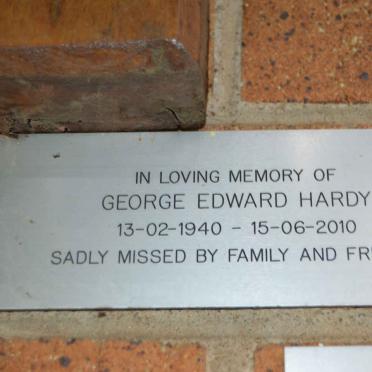 IN LOVING MEMORY OF
GEORGE EDWARD HARDY
13-02-1940 - 15-06-2010
SADLY MISSED BY FAMILY AND